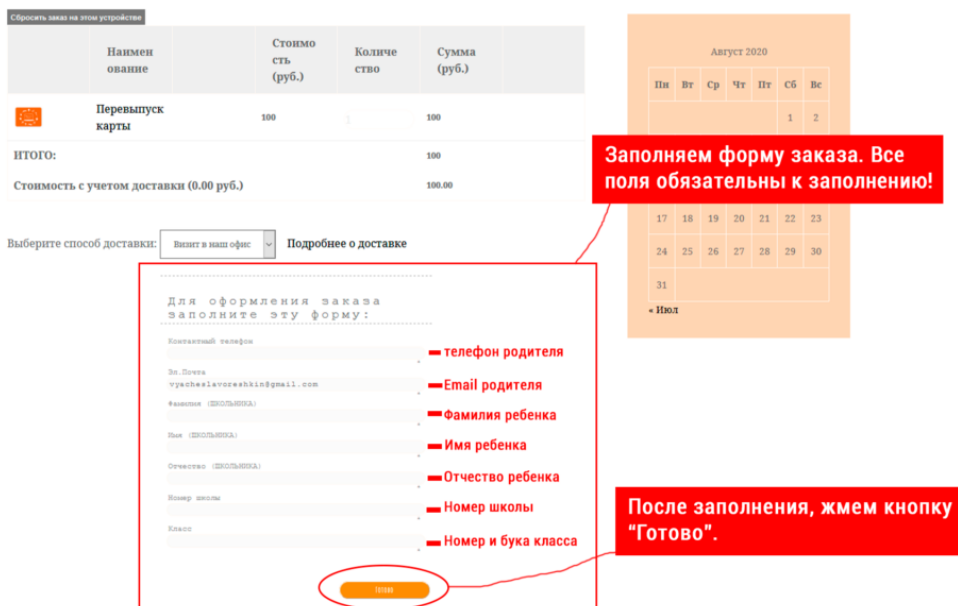 Сбросить заказ на этом устройстве
Наимен
ование
Стоимо
сть
(руб.)
Количе
ство
Сумма
(руб.)
Перевыпуск
карты
100
100
ИТОГО:
100
Стоимость с учетом доставки (0.00 руб.)
100.00
Выберите способ доставки:
Визит в наш офис
Подробнее о доставке
Для оформления заказа
заполните эту форму:
Контактный телефон
Эл.Почта
vyacheslavoreshkin@gmail.com
Фамилия (ШКОЛЬНИКА)
Имя (ШКОЛЬНИКА)
Отчество (ШКОЛЬНИКА)
Номер школы
Класс
телефон родителя
Email родителя
Фамилия ребенка
Имя ребенка
Отчество ребенка
Номер школы
Номер и бука класса
Август 2020
Пн Вт Ср Чт Пт Сб Вс
1 2
Заполняем форму заказа. Все
поля обязательны к заполнению!
17 18 19 20 21 22 23
24 25 26 27 28 29 30
31
« Июл
После заполнения, жмем кнопку
"Готово".